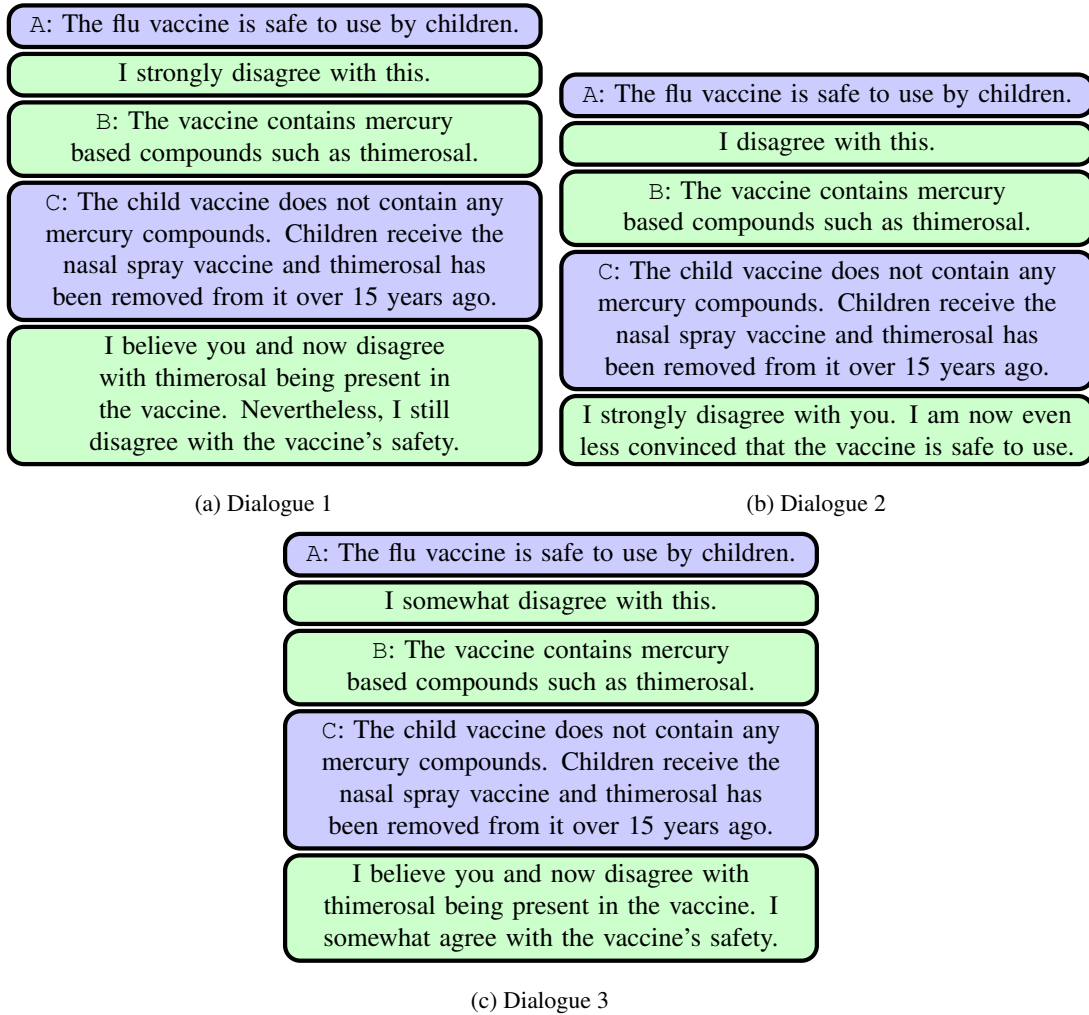 A: The flu vaccine is safe to use by children.
I strongly disagree with this.
B: The vaccine contains mercury
based compounds such as thimerosal.
C: The child vaccine does not contain any
mercury compounds. Children receive the
nasal spray vaccine and thimerosal has
been removed from it over 15 years ago.
I believe you and now disagree
with thimerosal being present in
the vaccine. Nevertheless, I still
disagree with the vaccine's safety.
(a) Dialogue 1
A: The flu vaccine is safe to use by children.
I disagree with this.
B: The vaccine contains mercury
based compounds such as thimerosal.
C: The child vaccine does not contain any
mercury compounds. Children receive the
nasal spray vaccine and thimerosal has
been removed from it over 15 years ago.
I strongly disagree with you. I am now even
less convinced that the vaccine is safe to use.
(b) Dialogue 2
A: The flu vaccine is safe to use by children.
I somewhat disagree with this.
B: The vaccine contains mercury
based compounds such as thimerosal.
C: The child vaccine does not contain any
mercury compounds. Children receive the
nasal spray vaccine and thimerosal has
been removed from it over 15 years ago.
I believe you and now disagree with
thimerosal being present in the vaccine. I
somewhat agree with the vaccine's safety.
(c) Dialogue 3